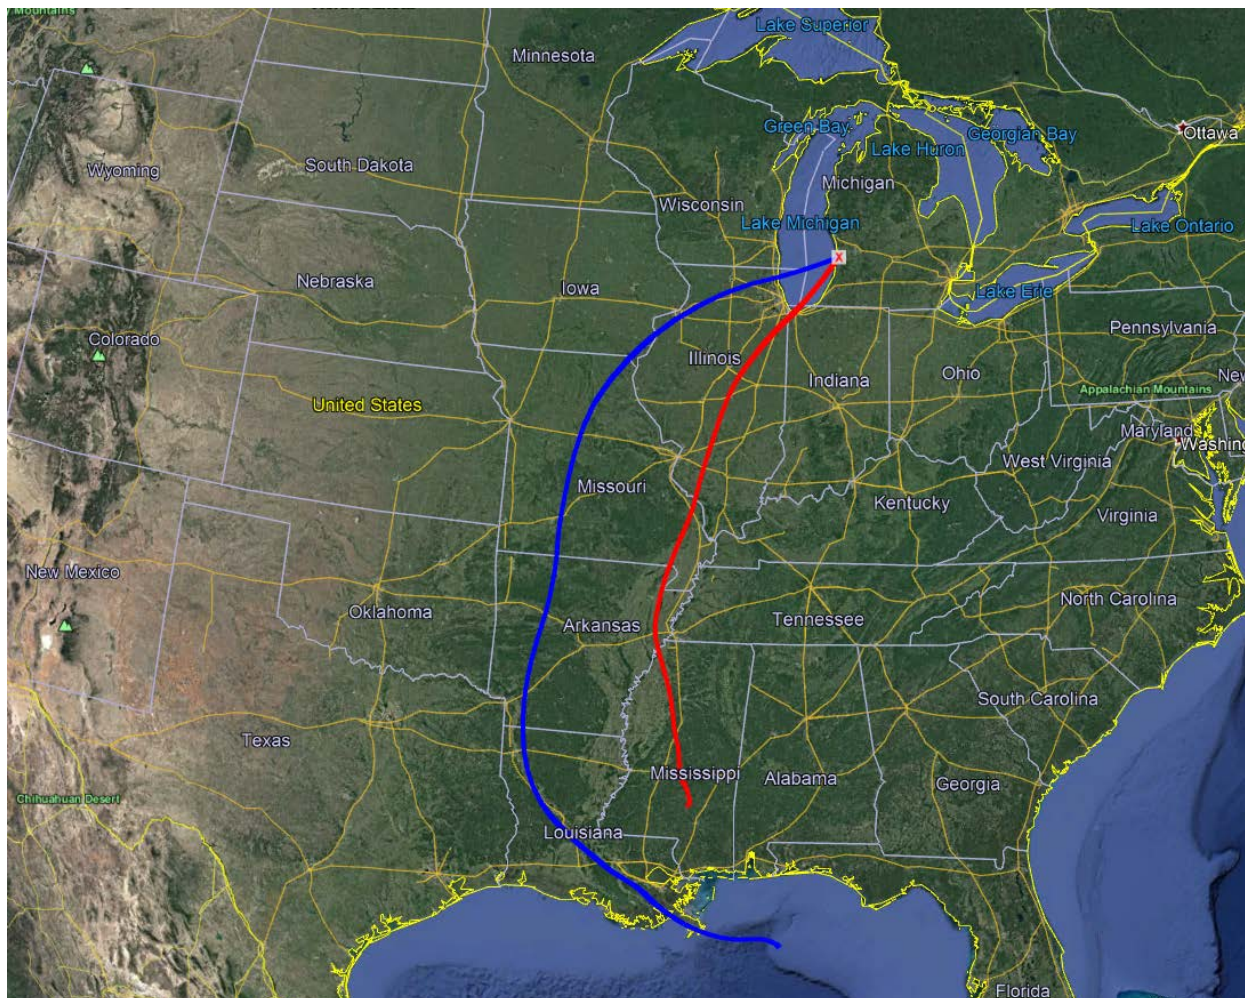 Mountains
Minnesota
Lake Superior
Ottawa
Green Bay
Georgian Bay
Lake Huron
Wyoming
South Dakota
Michigan
Wisconsin
Lake Michigan
Lake Ontario
X
Nebraska
Iowa
Lake Erie
Pennsylvania
Colorado
Illinois
Indiana
Ohio
New
Appalachian Mountains
United States
Maryland
Washing
West Virginia
Missouri
Kentucky
Virginia
New Mexico
North Carolina
Oklahoma
Arkansas
Tennessee
South Carolina
Texas
Mississippi
Alabama
Georgia
Chihuahuan Desert
Louisiana
Florida